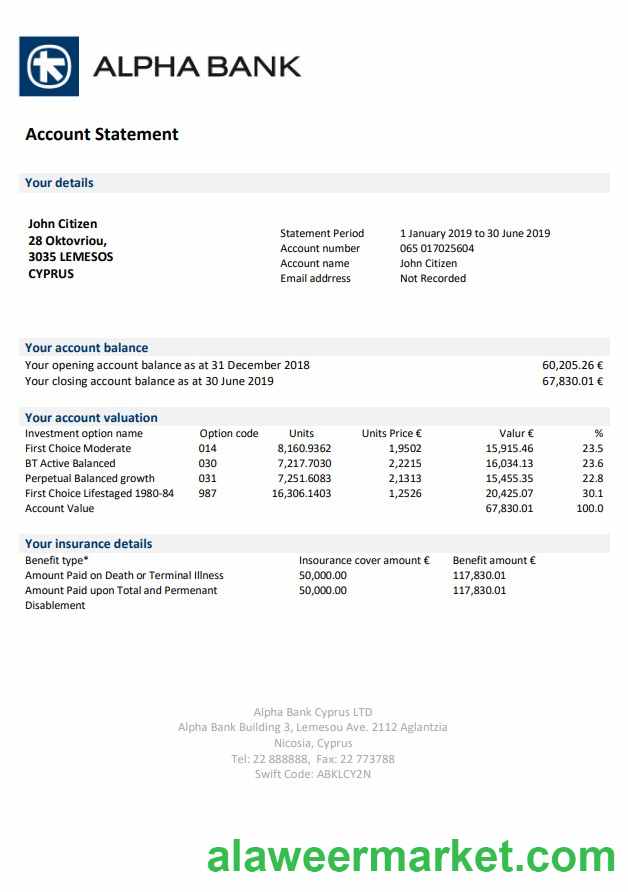 ALPHA BANK
Account Statement
Your details
John Citizen
28 Oktovriou,
3035 LEMESOS
CYPRUS
Statement Period 1 January 2019 to 30 June 2019
Account number 065 017025604
Account name John Citizen
Email addrress Not Recorded
Your account balance
Your opening account balance as at 31 December 2018 60,205.26 €
Your closing account balance as at 30 June 2019 67,830.01 €
Your account valuation
Investment option name Option code Units Units Price € Valur € %
First Choice Moderate 014 8,160.9362 1,9502 15,915.46 23.5
BT Active Balanced 030 7,217.7030 2,2215 16,034.13 23.6
Perpetual Balanced growth 031 7,251.6083 2,1313 15,455.35 22.8
First Choice Lifestaged 1980-84 987 16,306.1403 1,2526 20,425.07 30.1
Account Value 67,830.01 100.0
Your insurance details
Benefit type* Insourance cover amount € Benefit amount €
Amount Paid on Death or Terminal Illness 50,000.00 117,830.01
Amount Paid upon Total and Permenant 50,000.00 117,830.01
Disablement
Alpha Bank Cyprus LTD
Alpha Bank Building 3, Lemesou Ave. 2112 Aglantzia
Nicosia, Cyprus
Tel: 22 888888, Fax: 22 773788
Swift Code: ABKLCY2N
alaweermarket.com